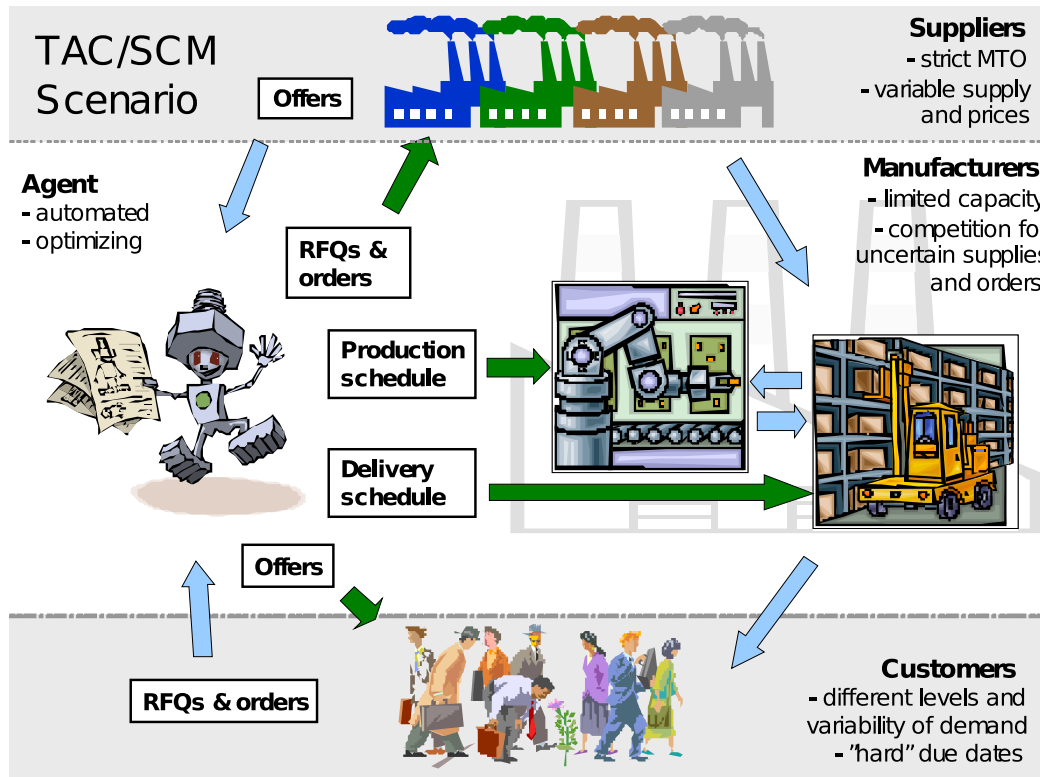 TAC/SCM
Scenario
Offers
Suppliers
- strict MTO
- variable supply
and prices
Agent
- automated
- optimizing
RFQs &
orders
Manufacturers
- limited capacity
- competition fo
uncertain supplies
and orders
Production
schedule
Delivery
schedule
Offers
RFQs & orders
Customers
- different levels and
variability of demand
- "hard" due dates